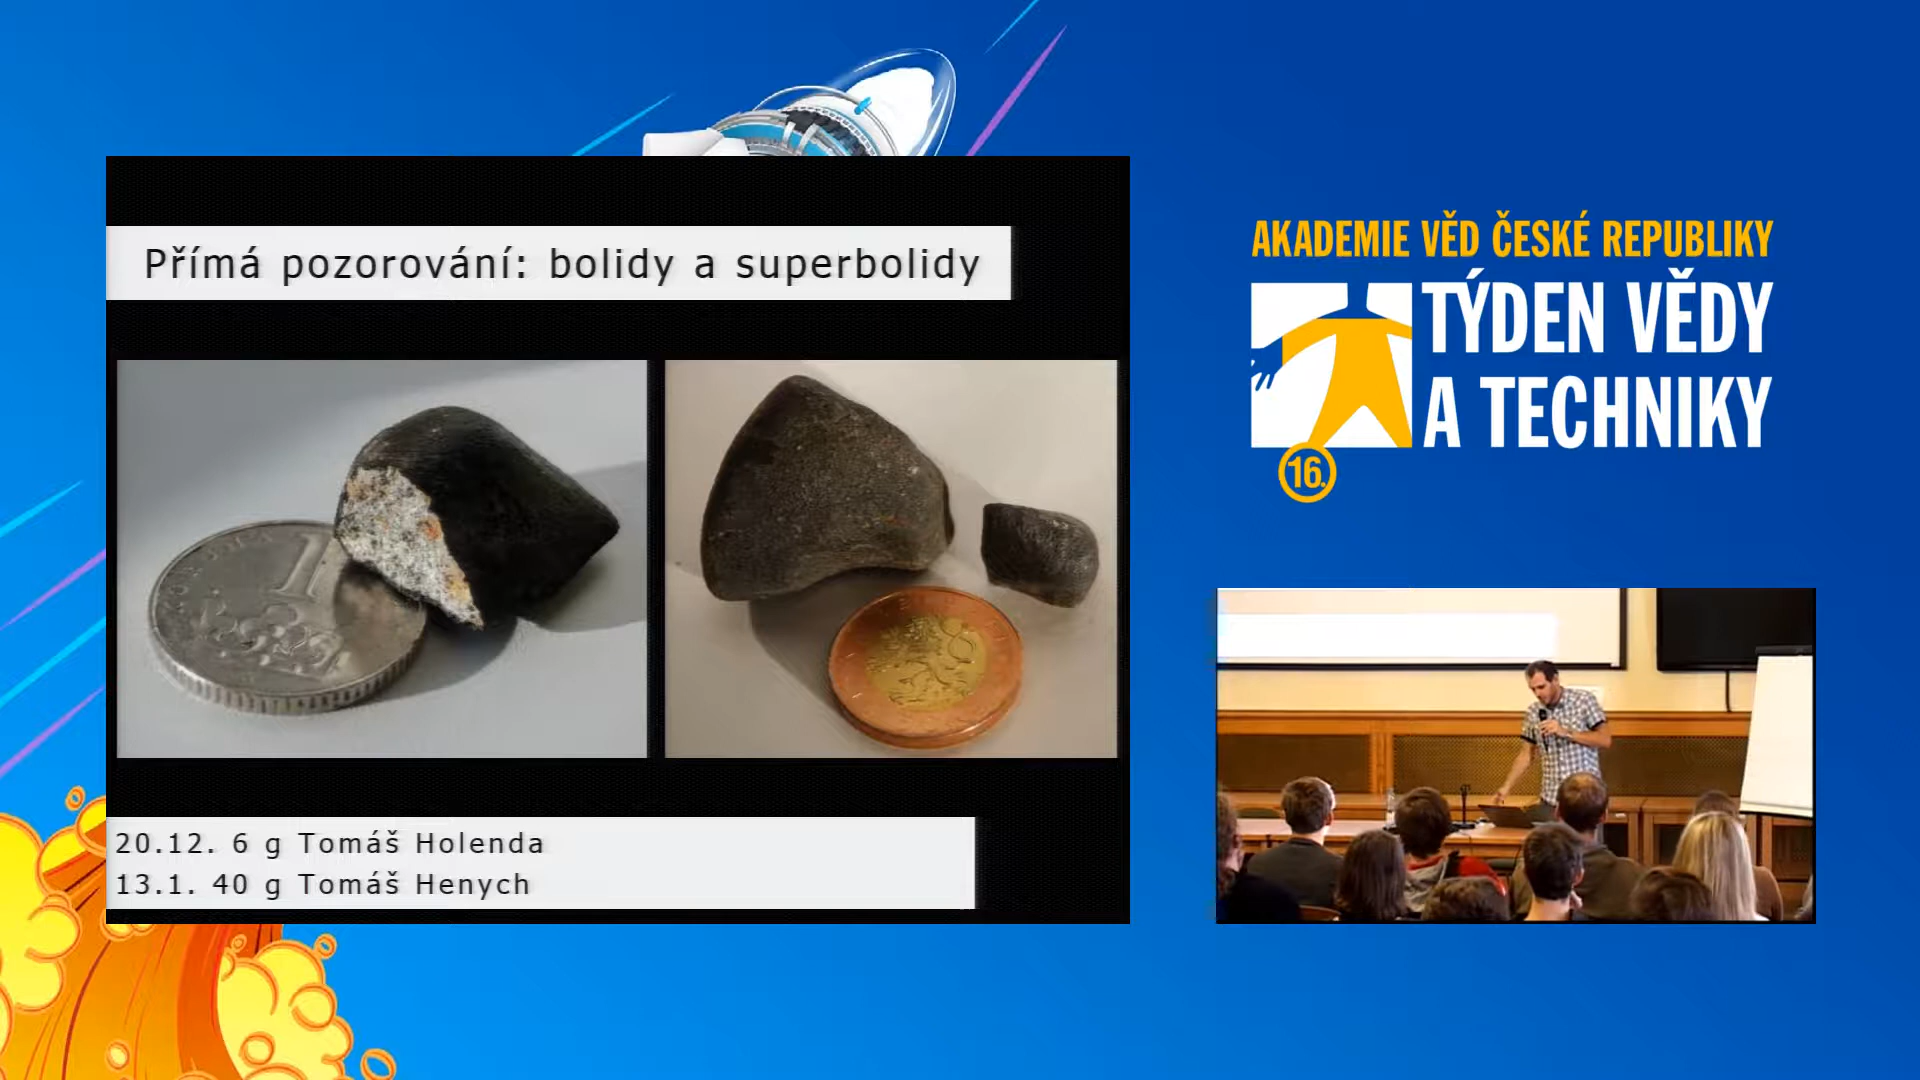 Přímá pozorování: bolidy a superbolidy
1
20.12. 6 g Tomáš Holenda
13.1. 40 g Tomáš Henych
AKADEMIE VĚD ČESKÉ REPUBLIKY
TÝDEN VĚDY
A TECHNIKY
16.